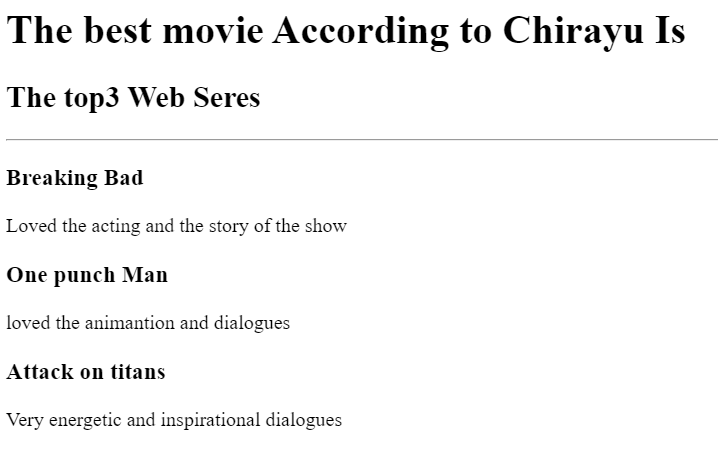 The best movie According to Chirayu Is
The top3 Web Seres
Breaking Bad
Loved the acting and the story of the show
One punch Man
loved the animantion and dialogues
Attack on titans
Very energetic and inspirational dialogues